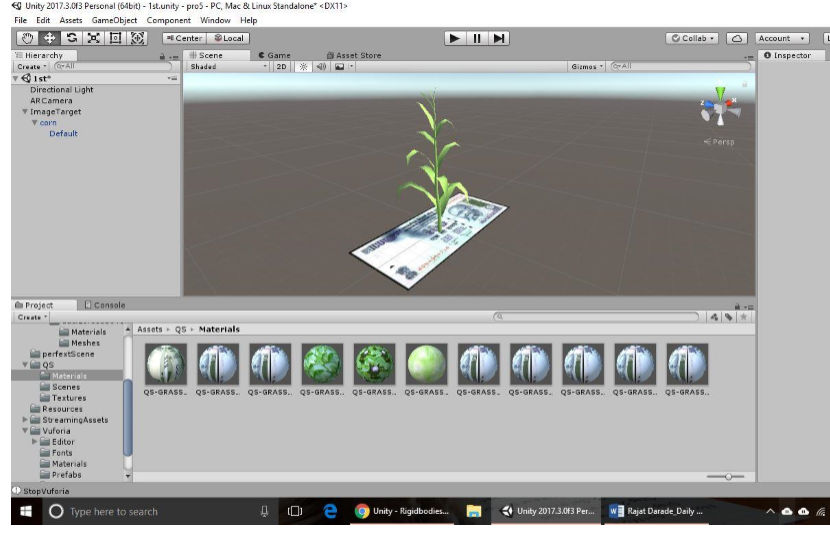 Unity 2017.3.0f3 Personal (64bit) - 1st.unity - pro5 - PC, Mac & Linux Standalone* <DX11>
File Edit Assets GameObject Component Window Help
Center Local Collab Account L
Hierarchy Scene Game Asset Store Inspector
Create All Shaded 2D Gizmos All
1st*
Directional Light
ARCamera
ImageTarget
corn
Default
z x
Persp
Project Console
Create
Materials
Meshes
perfextScene
QS
Materials
Scenes
Textures
Resources
StreamingAssets
Vuforia
Editor
Fonts
Materials
Prefabs
Assets QS Materials
QS-GRASS.. QS-GRASS.. QS-GRASS.. QS-GRASS.. QS-GRASS.. QS-GRASS.. QS-GRASS.. QS-GRASS.. QS-GRASS.. QS-GRASS.. QS-GRASS..
StopVuforia
Type here to search Unity - Rigidbodies... Unity 2017.3.0f3 Per... Rajat Darade_Daily ...